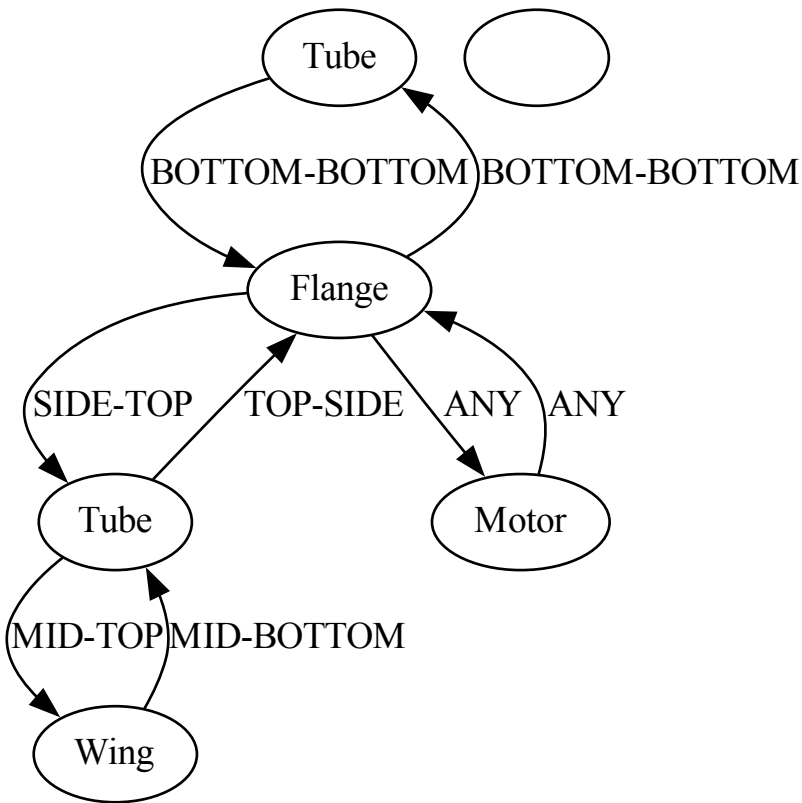 Tube
BOTTOM-BOTTOM BOTTOM-BOTTOM
Flange
SIDE-TOP TOP-SIDE ANY ANY
Tube Motor
MID-TOP MID-BOTTOM
Wing